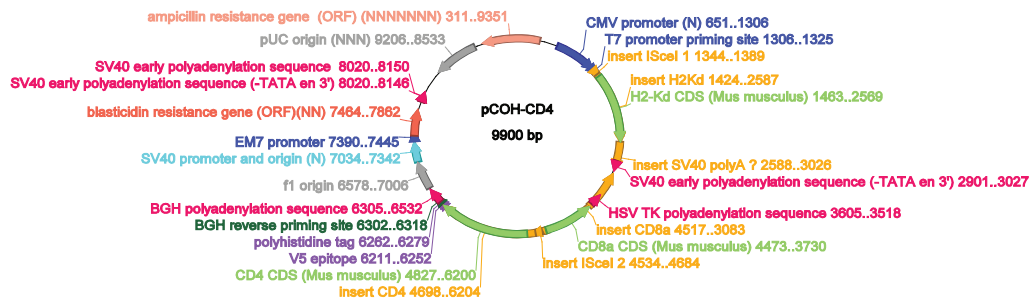 ampicillin resistance gene (ORF) (NNNNNNN) 311..9351
CMV promoter (N) 651..1306
pUC origin (NNN) 9206..8533
T7 promoter priming site 1306..1325
insert ISceI 1 1344..1389
SV40 early polyadenylation sequence 8020..8150
insert H2Kd 1424..2587
SV40 early polyadenylation sequence (-TATA en 3') 8020..8146
H2-Kd CDS (Mus musculus) 1463..2569
pCOH-CD4
blasticidin resistance gene (ORF)(NN) 7464..7862
9900 bp
EM7 promoter 7390..7445
SV40 promoter and origin (N) 7034..7342
insert SV40 polyA ? 2588..3026
SV40 early polyadenylation sequence (-TATA en 3') 2901..3027
f1 origin 6578..7006
BGH polyadenylation sequence 6305..6532
HSV TK polyadenylation sequence 3605..3518
BGH reverse priming site 6302..6318
insert CD8a 4517..3083
polyhistidine tag 6262..6279
CD8a CDS (Mus musculus) 4473..3730
V5 epitope 6211..6252
insert ISceI 2 4534..4684
CD4 CDS (Mus musculus) 4827..6200
insert CD4 4698..6204